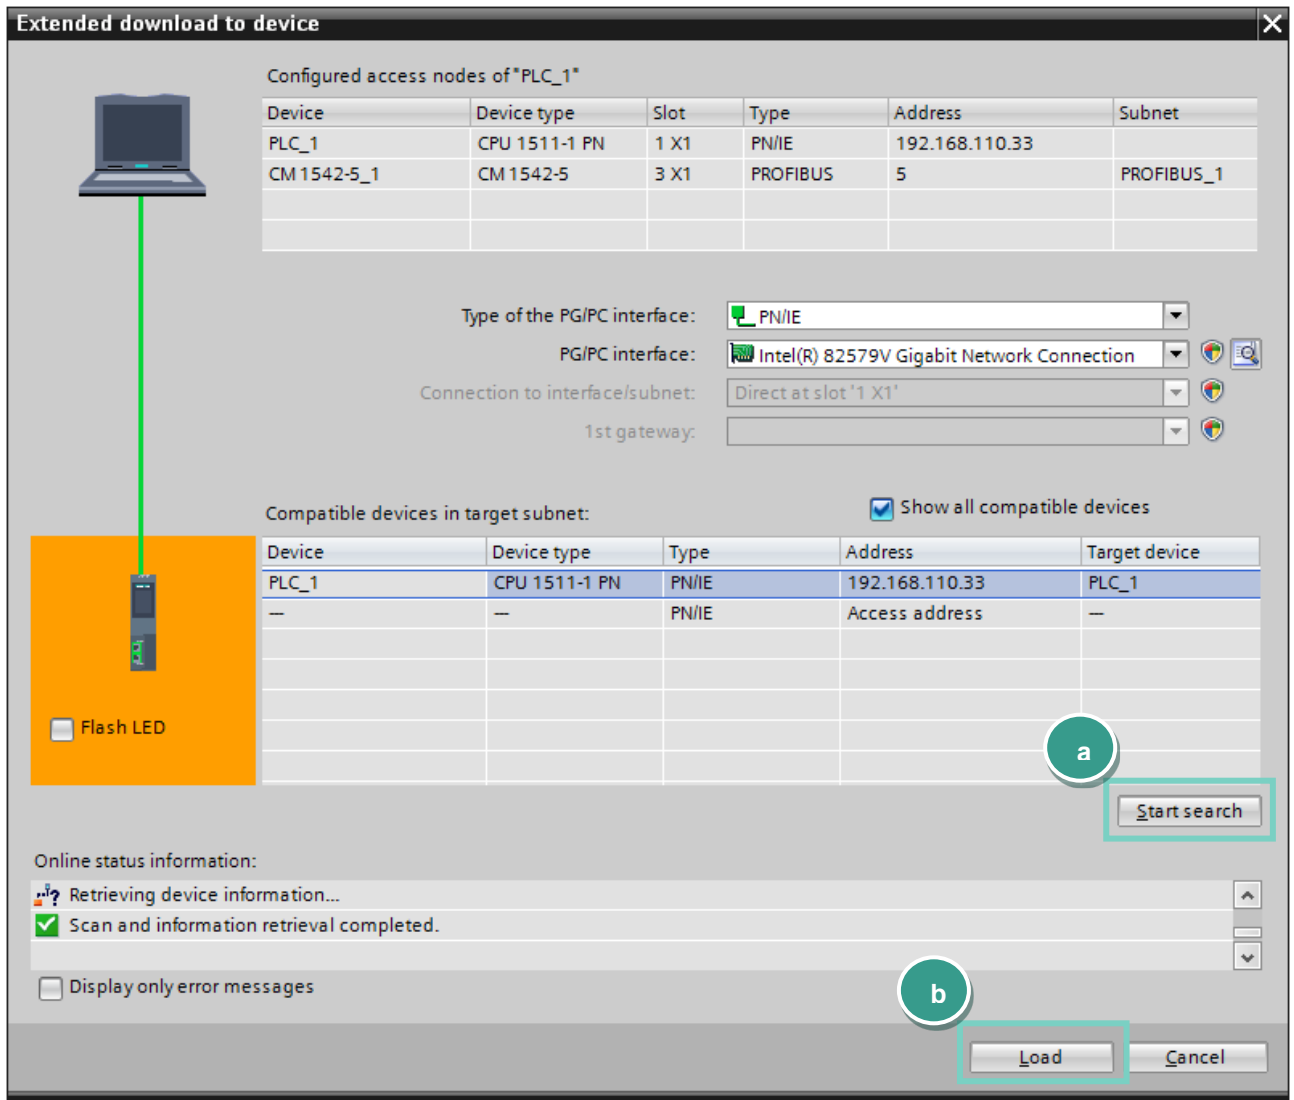 Extended download to device
Configured access nodes of "PLC_1"
Device Device type Slot Type Address Subnet
PLC_1 CPU 1511-1 PN 1 X1 PN/IE 192.168.110.33
CM 1542-5_1 CM 1542-5 3 X1 PROFIBUS 5 PROFIBUS_1
Type of the PG/PC interface: PN/IE
PG/PC interface: Intel(R) 82579V Gigabit Network Connection
Connection to interface/subnet: Direct at slot '1 X1'
1st gateway:
Compatible devices in target subnet: Show all compatible devices
Device Device type Type Address Target device
PLC_1 CPU 1511-1 PN PN/IE 192.168.110.33 PLC_1
— — PN/IE Access address —
Flash LED
a
Start search
Online status information:
Retrieving device information...
Scan and information retrieval completed.
Display only error messages
b
Load Cancel